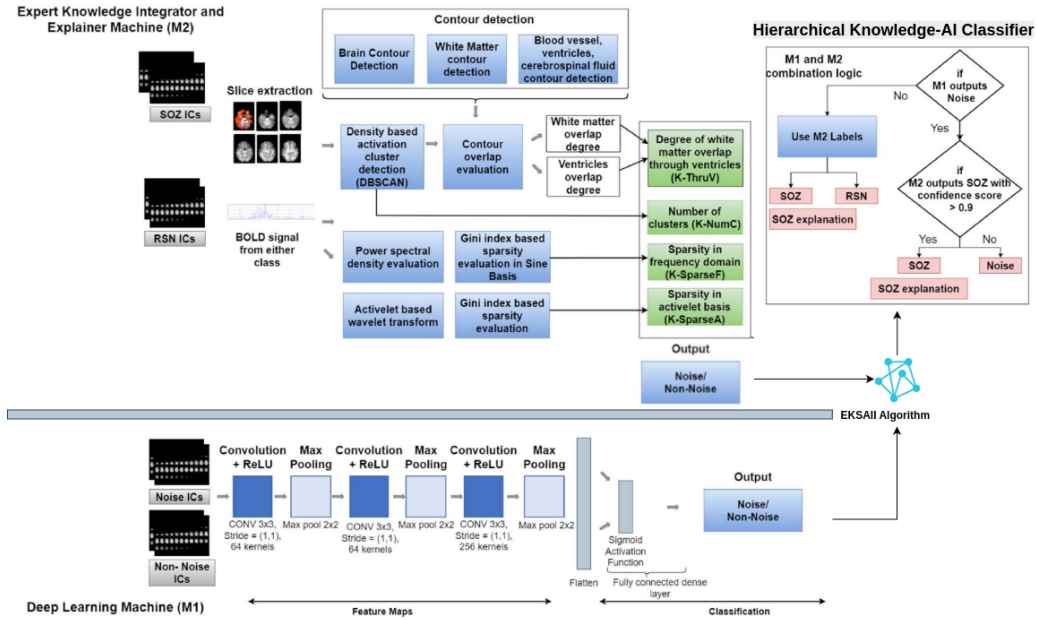 Expert Knowledge Integrator and
Explainer Machine (M2)
SOZ ICs
RSN ICs
Slice extraction
BOLD signal
from either
class
Contour detection
Brain Contour
Detection
White Matter
contour
detection
Blood vessel,
ventricles,
cerebrospinal fluid
contour detection
Density based
activation
cluster
detection
(DBSCAN)
Contour
overlap
evaluation
White matter
overlap
degree
Ventricles
overlap
degree
Degree of white
matter overlap
through ventricles
(K-ThruV)
Number of
clusters (K-NumC)
Power spectral
density evaluation
Gini index based
sparsity
evaluation in Sine
Basis
Sparsity in
frequency domain
(K-SparseF)
Activelet based
wavelet transform
Gini index based
sparsity
evaluation
Sparsity in
activelet basis
(K-SparseA)
Output
Noise/
Non-Noise
Hierarchical Knowledge-AI Classifier
M1 and M2
combination logic
if
M1 outputs
Noise
No
Yes
Use M2 Labels
SOZ
RSN
SOZ explanation
if
M2 outputs SOZ with
confidence score
> 0.9
Yes
No
SOZ
Noise
SOZ explanation
EKSAII Algorithm
Noise ICs
Non- Noise
ICs
Convolution
+ ReLU
Max
Pooling
Convolution
+ ReLU
Max
Pooling
Convolution
+ ReLU
Max
Pooling
CONV 3x3,
Stride = (1,1),
64 kernels
Max pool 2x2
CONV 3x3,
Stride = (1,1),
64 kernels
Max pool 2x2
CONV 3x3,
Stride = (1,1),
256 kernels
Max pool 2x2
Flatten
Sigmoid
Activation
Function
Fully connected dense
layer
Output
Noise/
Non-Noise
Deep Learning Machine (M1)
Feature Maps
Classification